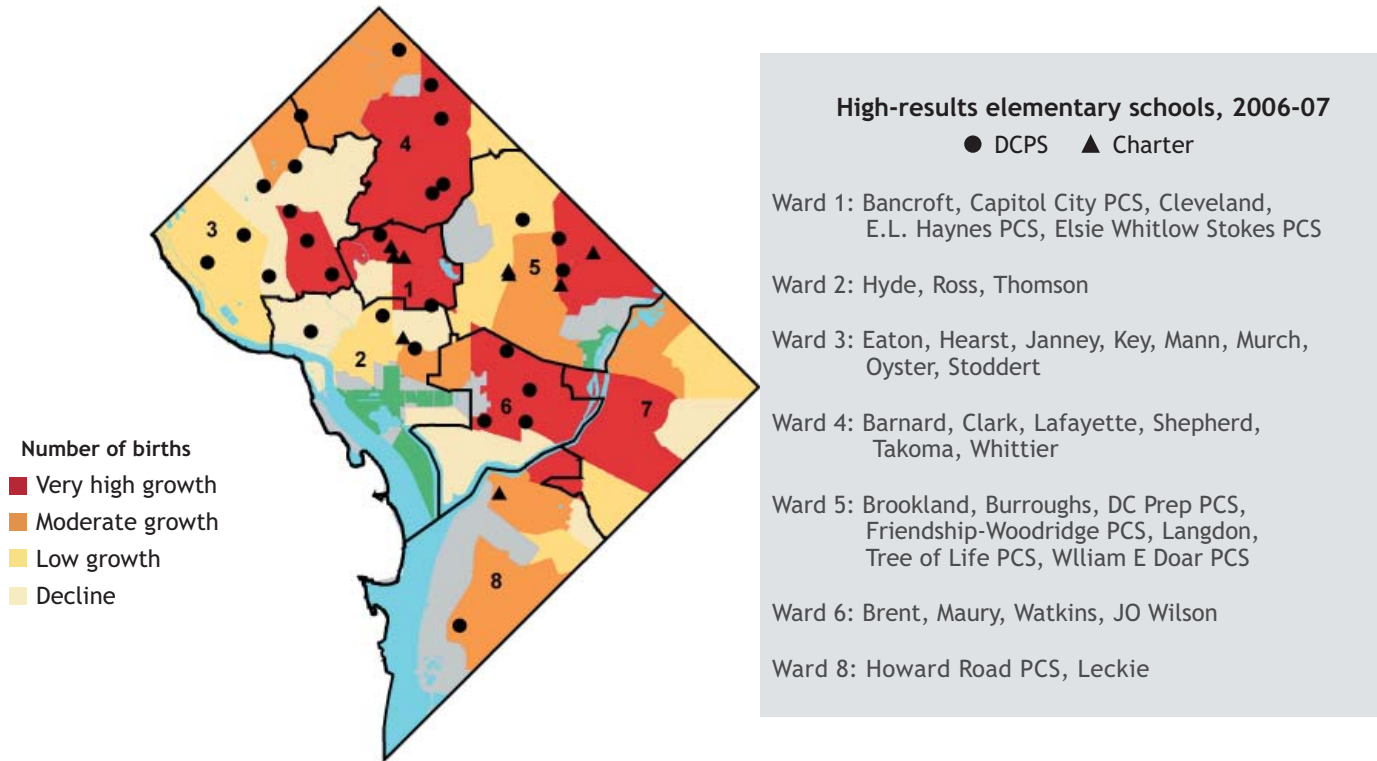 4
3
5
1
2
6
7
8
Number of births
Very high growth
Moderate growth
Low growth
Decline
High-results elementary schools, 2006-07
● DCPS ▲ Charter
Ward 1: Bancroft, Capitol City PCS, Cleveland,
E.L. Haynes PCS, Elsie Whitlow Stokes PCS
Ward 2: Hyde, Ross, Thomson
Ward 3: Eaton, Hearst, Janney, Key, Mann, Murch,
Oyster, Stoddert
Ward 4: Barnard, Clark, Lafayette, Shepherd,
Takoma, Whittier
Ward 5: Brookland, Burroughs, DC Prep PCS,
Friendship-Woodridge PCS, Langdon,
Tree of Life PCS, Wlliam E Doar PCS
Ward 6: Brent, Maury, Watkins, JO Wilson
Ward 8: Howard Road PCS, Leckie